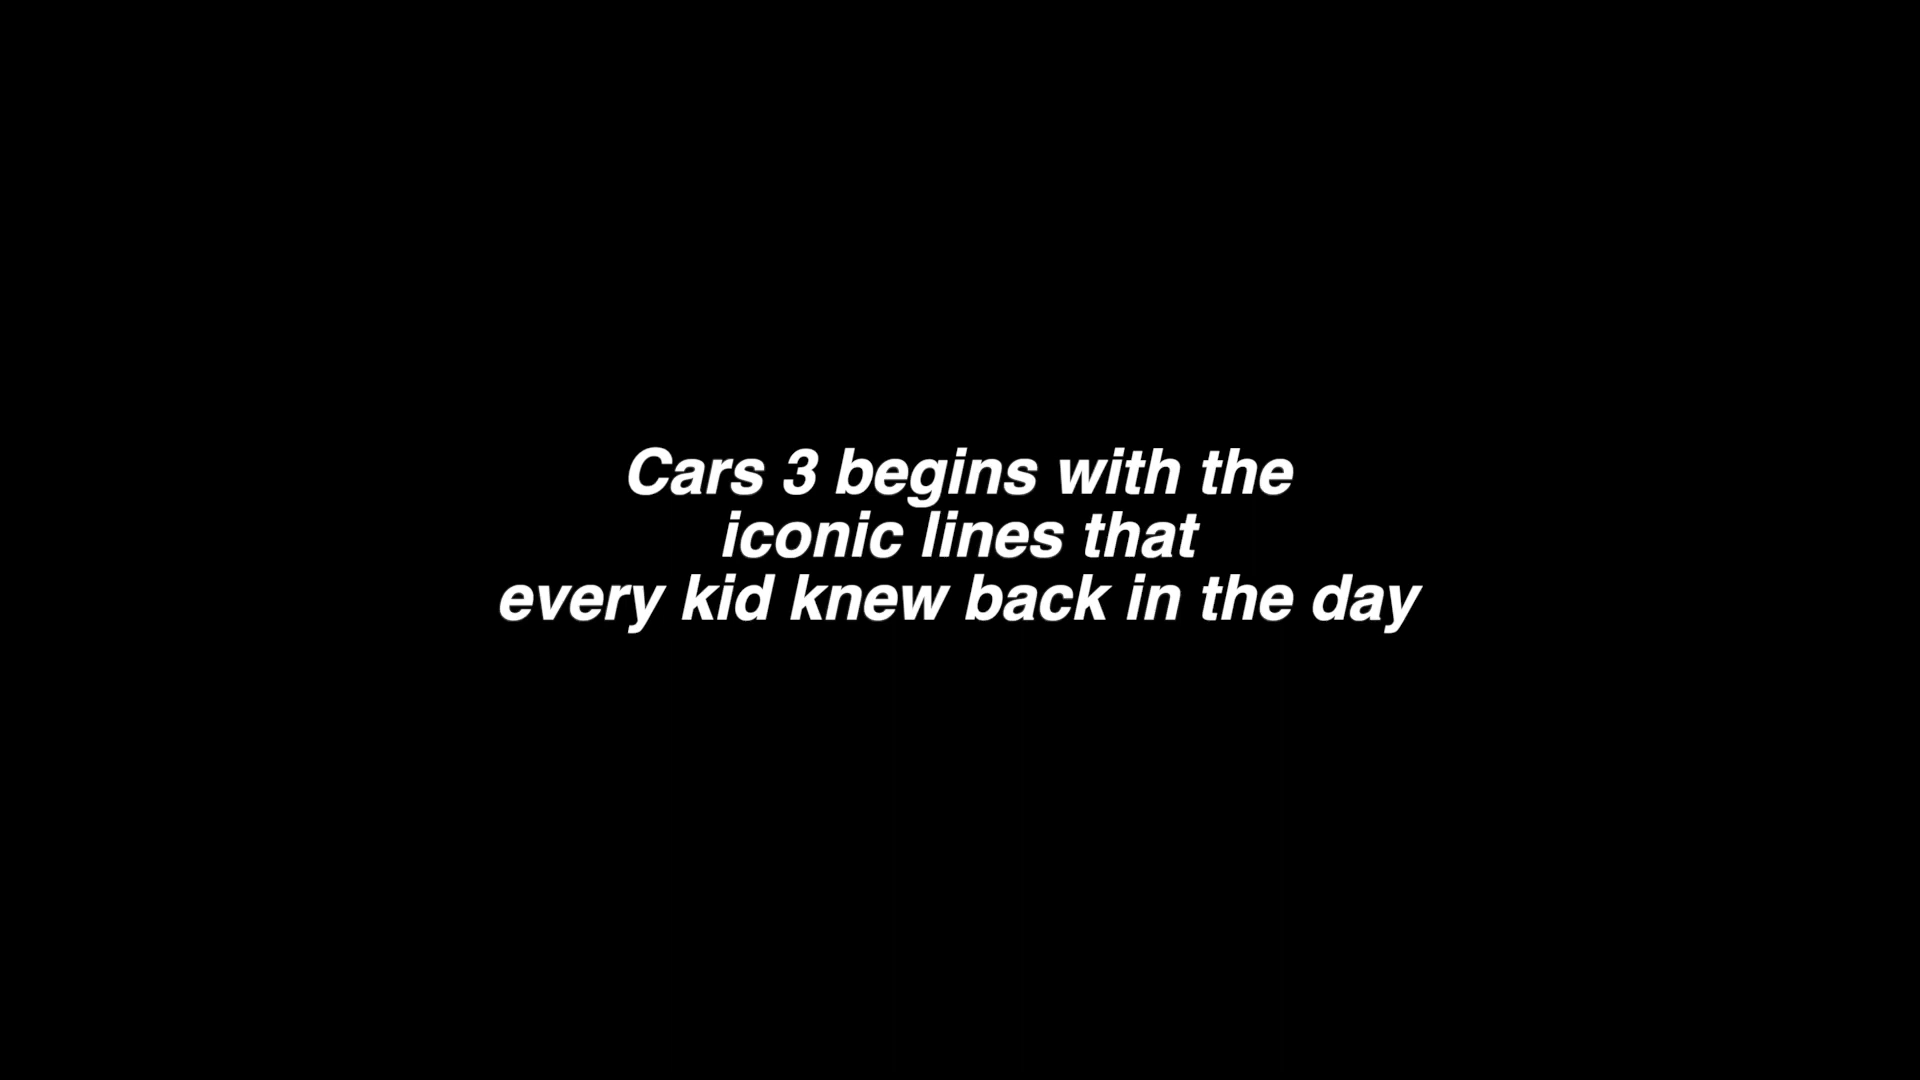 Cars 3 begins with the
iconic lines that
every kid knew back in the day